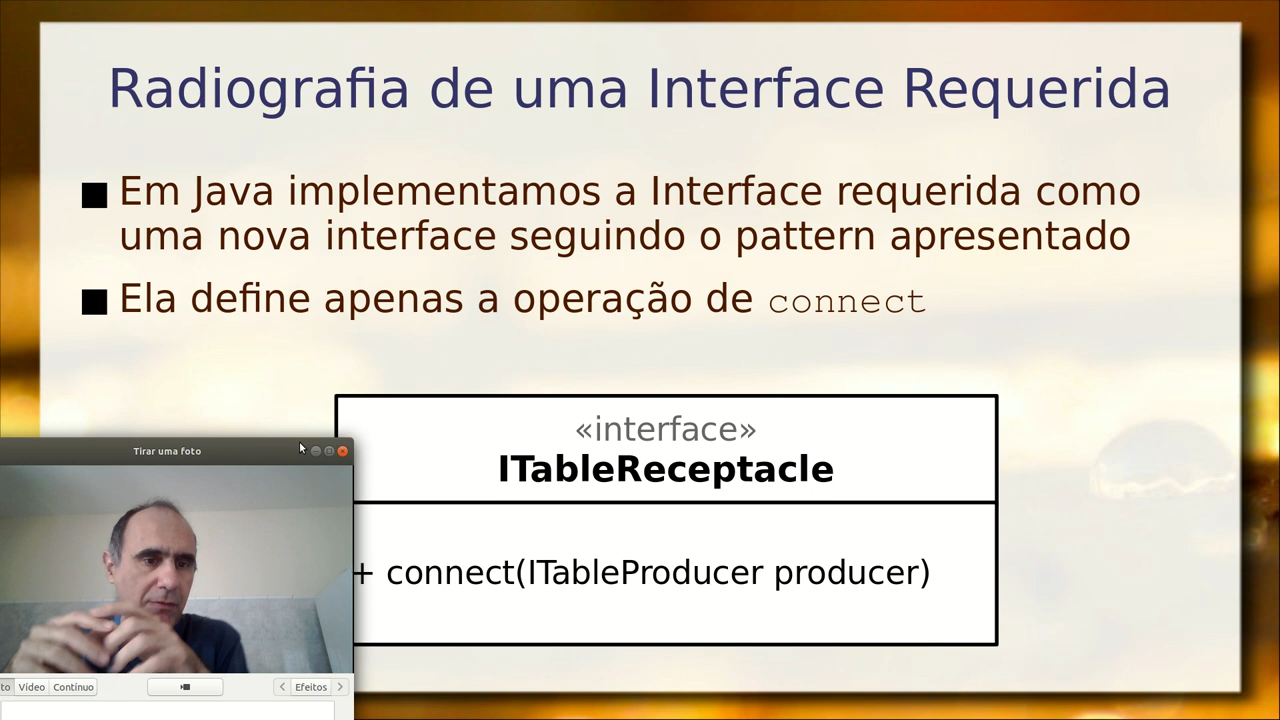 Radiografia de uma Interface Requerida
Em Java implementamos a Interface requerida como
uma nova interface seguindo o pattern apresentado
Ela define apenas a operação de connect
«interface»
ITableReceptacle
+ connect(ITableProducer producer)
Tirar uma foto
to Vídeo Contínuo Efeitos